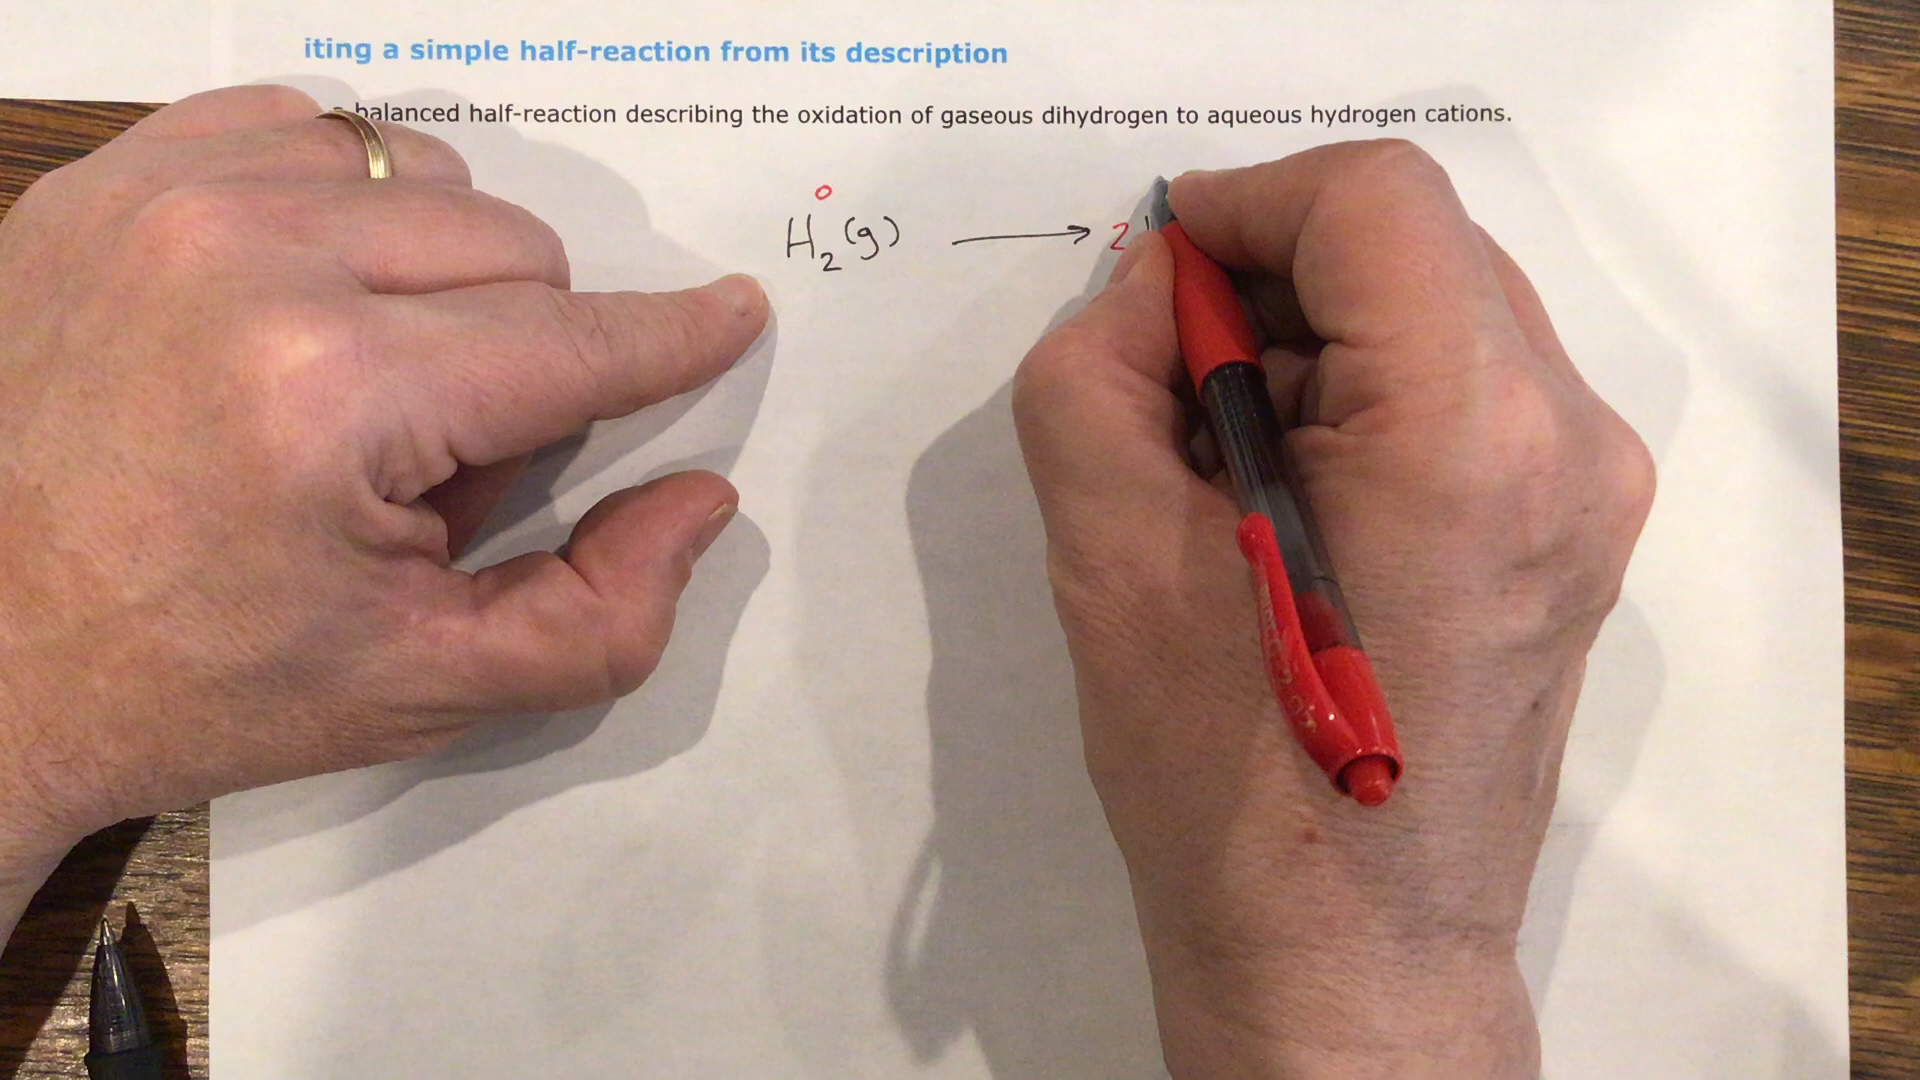 iting a simple half-reaction from its description
balanced half-reaction describing the oxidation of gaseous dihydrogen to aqueous hydrogen cations.
0
H₂(g) ⟶ 2